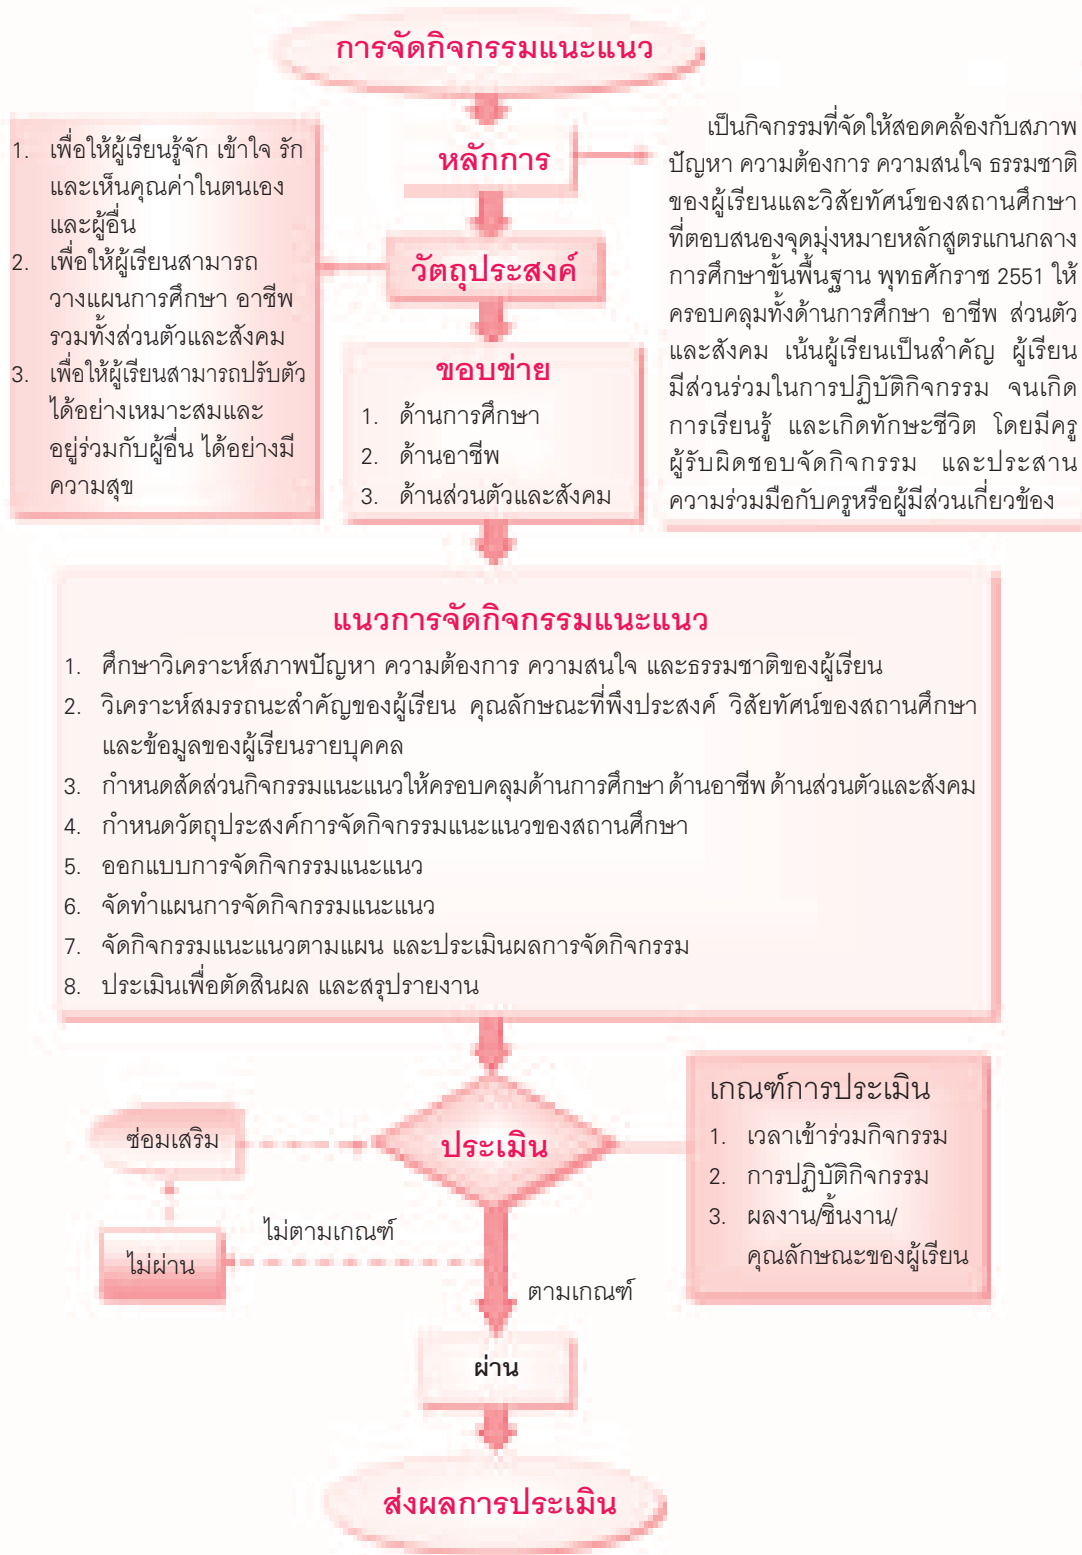 การจัดกิจกรรมแนะแนว
หลักการ
เป็นกิจกรรมที่จัดให้สอดคล้องกับสภาพ
ปัญหา ความต้องการ ความสนใจ ธรรมชาติ
ของผู้เรียนและวิสัยทัศน์ของสถานศึกษา
ที่ตอบสนองจุดมุ่งหมายหลักสูตรแกนกลาง
การศึกษาขั้นพื้นฐาน พุทธศักราช 2551 ให้
ครอบคลุมทั้งด้านการศึกษา อาชีพ ส่วนตัว
และสังคม เน้นผู้เรียนเป็นสำคัญ ผู้เรียน
มีส่วนร่วมในการปฏิบัติกิจกรรม จนเกิด
การเรียนรู้ และเกิดทักษะชีวิต โดยมีครู
ผู้รับผิดชอบจัดกิจกรรม และประสาน
ความร่วมมือกับครูหรือผู้มีส่วนเกี่ยวข้อง
วัตถุประสงค์
1. เพื่อให้ผู้เรียนรู้จัก เข้าใจ รัก
และเห็นคุณค่าในตนเอง
และผู้อื่น
2. เพื่อให้ผู้เรียนสามารถ
วางแผนการศึกษา อาชีพ
รวมทั้งส่วนตัวและสังคม
3. เพื่อให้ผู้เรียนสามารถปรับตัว
ได้อย่างเหมาะสมและ
อยู่ร่วมกับผู้อื่น ได้อย่างมี
ความสุข
ขอบข่าย
1. ด้านการศึกษา
2. ด้านอาชีพ
3. ด้านส่วนตัวและสังคม
แนวการจัดกิจกรรมแนะแนว
1. ศึกษาวิเคราะห์สภาพปัญหา ความต้องการ ความสนใจ และธรรมชาติของผู้เรียน
2. วิเคราะห์สมรรถนะสำคัญของผู้เรียน คุณลักษณะที่พึงประสงค์ วิสัยทัศน์ของสถานศึกษา
และข้อมูลของผู้เรียนรายบุคคล
3. กำหนดสัดส่วนกิจกรรมแนะแนวให้ครอบคลุมด้านการศึกษา ด้านอาชีพ ด้านส่วนตัวและสังคม
4. กำหนดวัตถุประสงค์การจัดกิจกรรมแนะแนวของสถานศึกษา
5. ออกแบบการจัดกิจกรรมแนะแนว
6. จัดทำแผนการจัดกิจกรรมแนะแนว
7. จัดกิจกรรมแนะแนวตามแผน และประเมินผลการจัดกิจกรรม
8. ประเมินเพื่อตัดสินผล และสรุปรายงาน
ประเมิน
เกณฑ์การประเมิน
1. เวลาเข้าร่วมกิจกรรม
2. การปฏิบัติกิจกรรม
3. ผลงาน/ชิ้นงาน/
คุณลักษณะของผู้เรียน
ซ่อมเสริม
ไม่ตามเกณฑ์
ไม่ผ่าน
ตามเกณฑ์
ผ่าน
ส่งผลการประเมิน